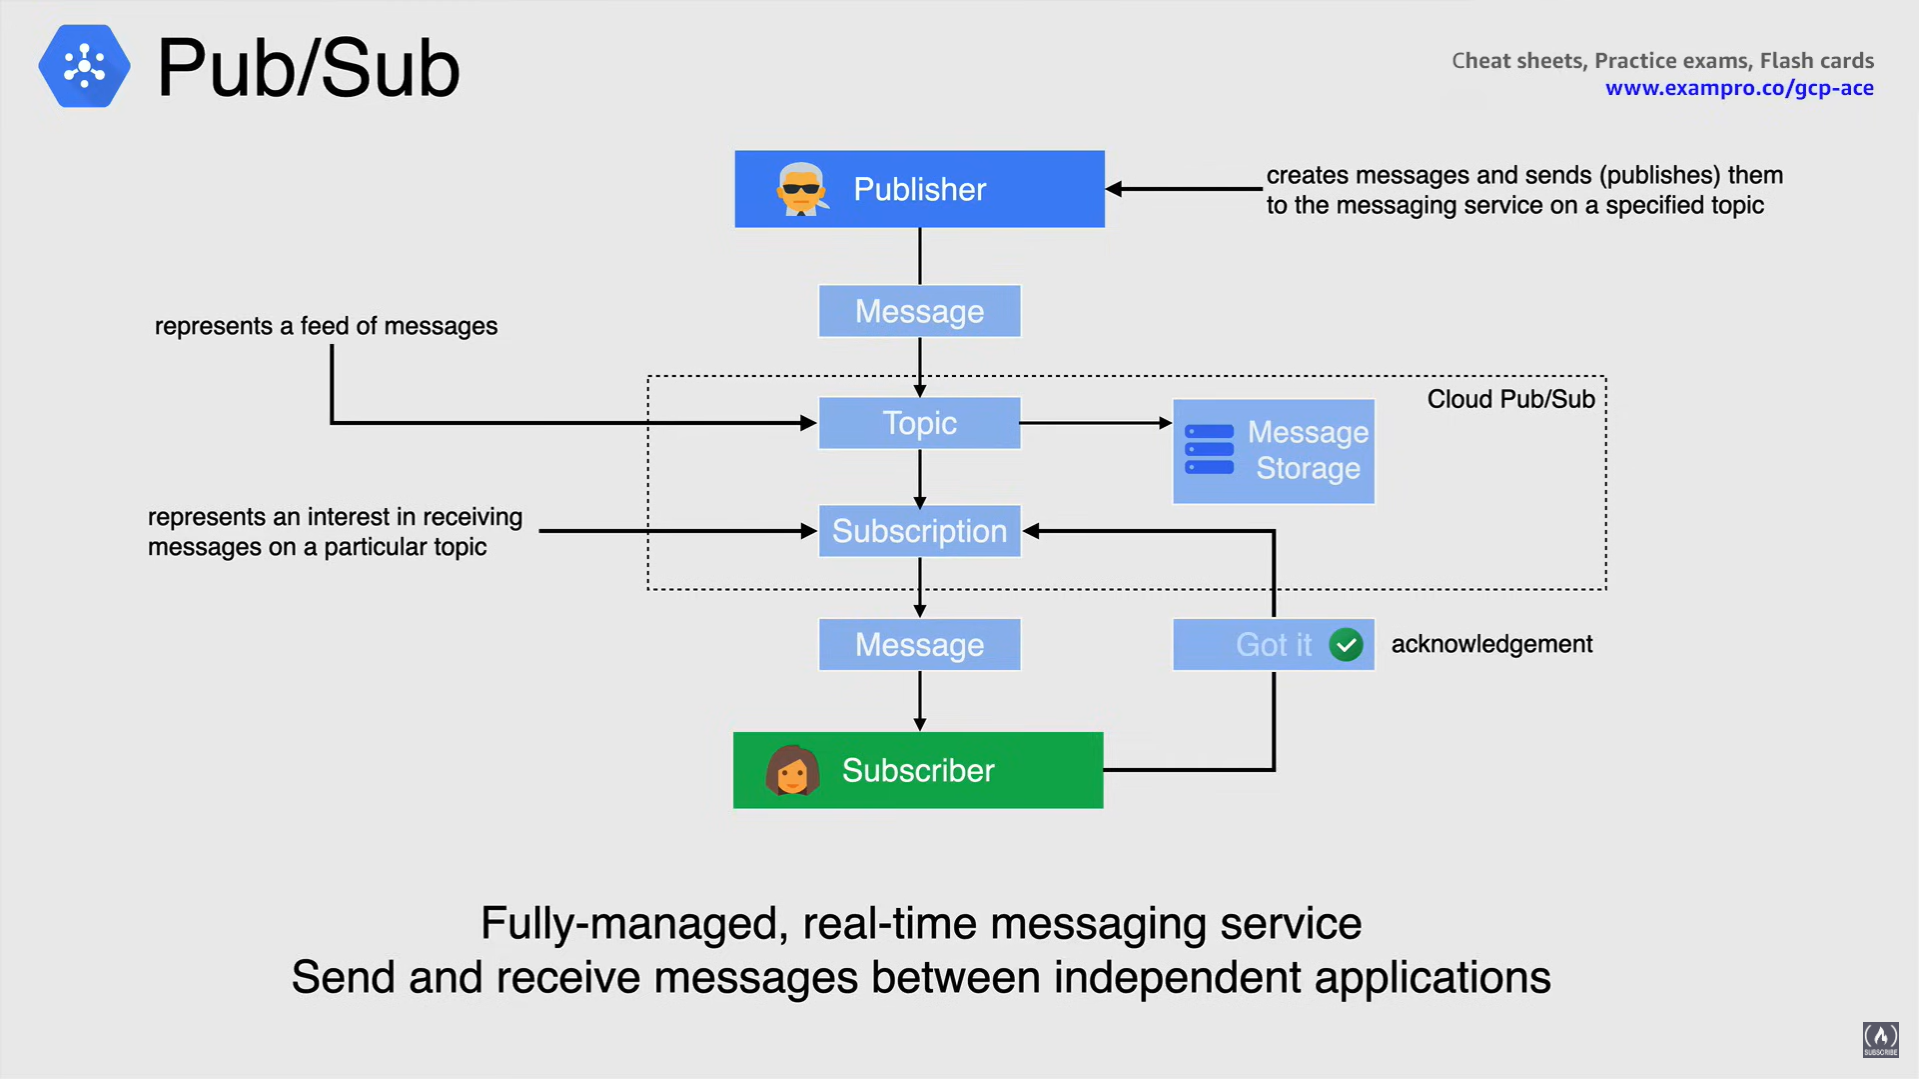 Pub/Sub
Cheat sheets, Practice exams, Flash cards
www.exampro.co/gcp-ace
Publisher
creates messages and sends (publishes) them
to the messaging service on a specified topic
Message
represents a feed of messages
Cloud Pub/Sub
Topic
Message
Storage
represents an interest in receiving
messages on a particular topic
Subscription
Message
Got it
acknowledgement
Subscriber
Fully-managed, real-time messaging service
Send and receive messages between independent applications
SUBSCRIBE